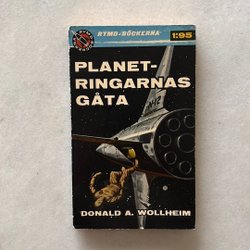 RYMD-BÖCKERNA
1:95
PLANET-
RINGARNAS
GÅTA
DONALD A. WOLLHEIM